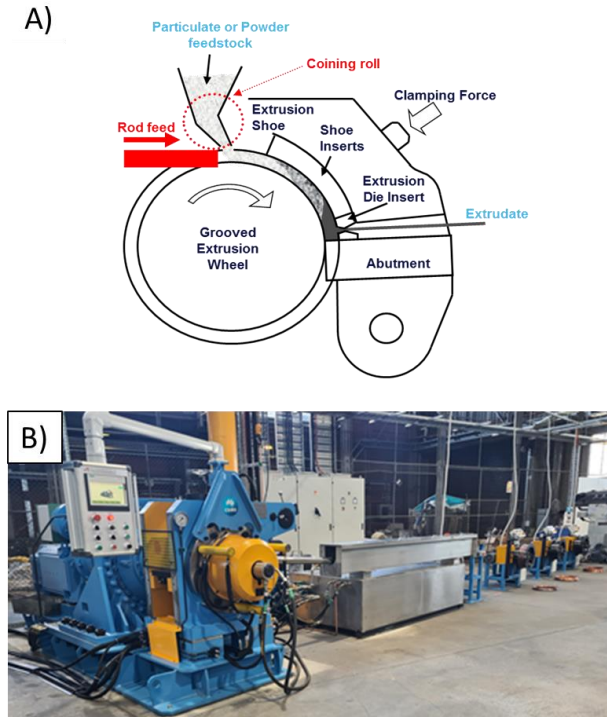 A)
Particulate or Powder
feedstock
Coining roll
Clamping Force
Extrusion
Shoe
Shoe
Inserts
Rod feed
Extrusion
Die Insert
Extrudate
Grooved
Extrusion
Wheel
Abutment
B)